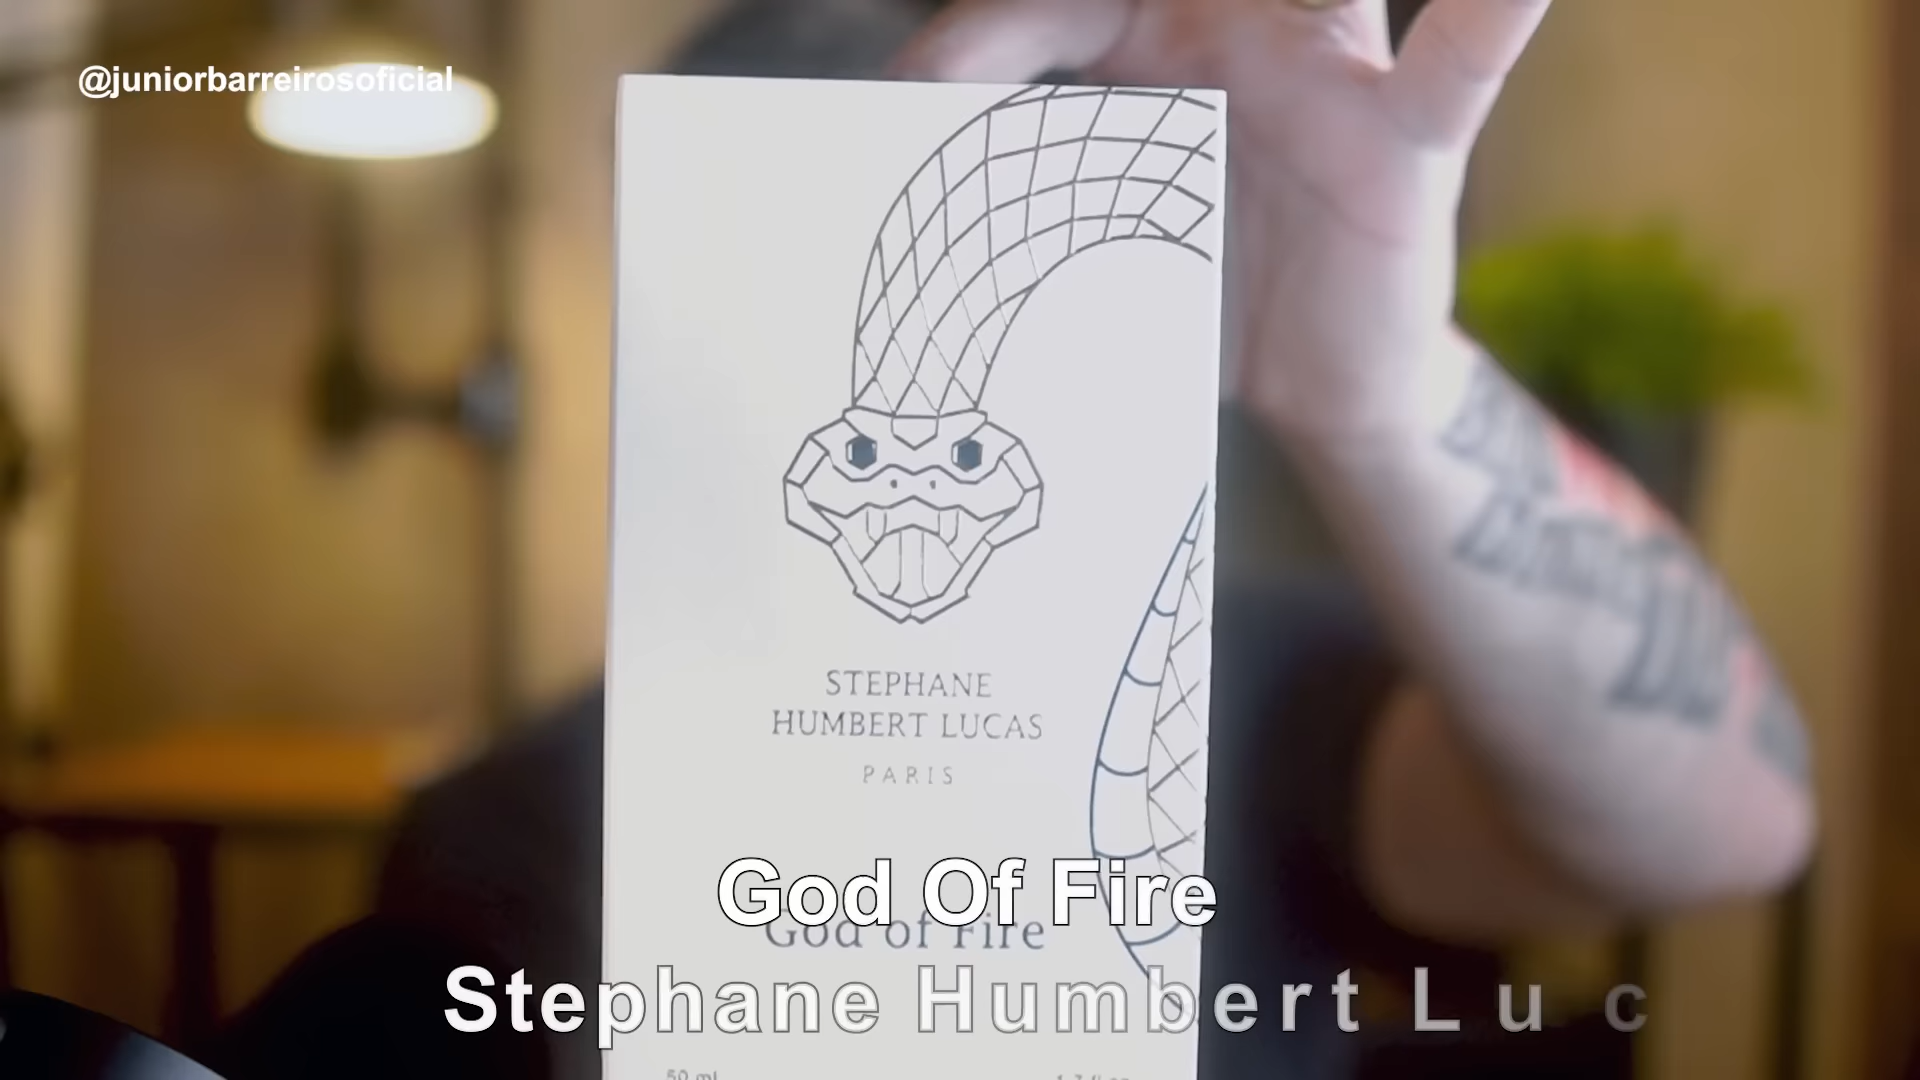 @juniorbarreirosoficial
STEPHANE
HUMBERT LUCAS
PARIS
God Of Fire
God of Fire
Stephane Humbert Luc
50 ml